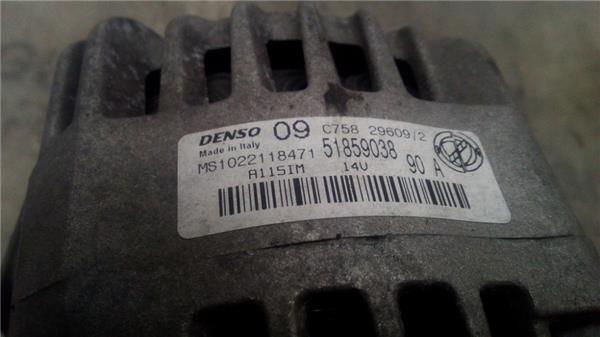 DENSO 09 C758 29609/2
Made in Italy
MS1022118471 51859038
A115IM 14V 90 A